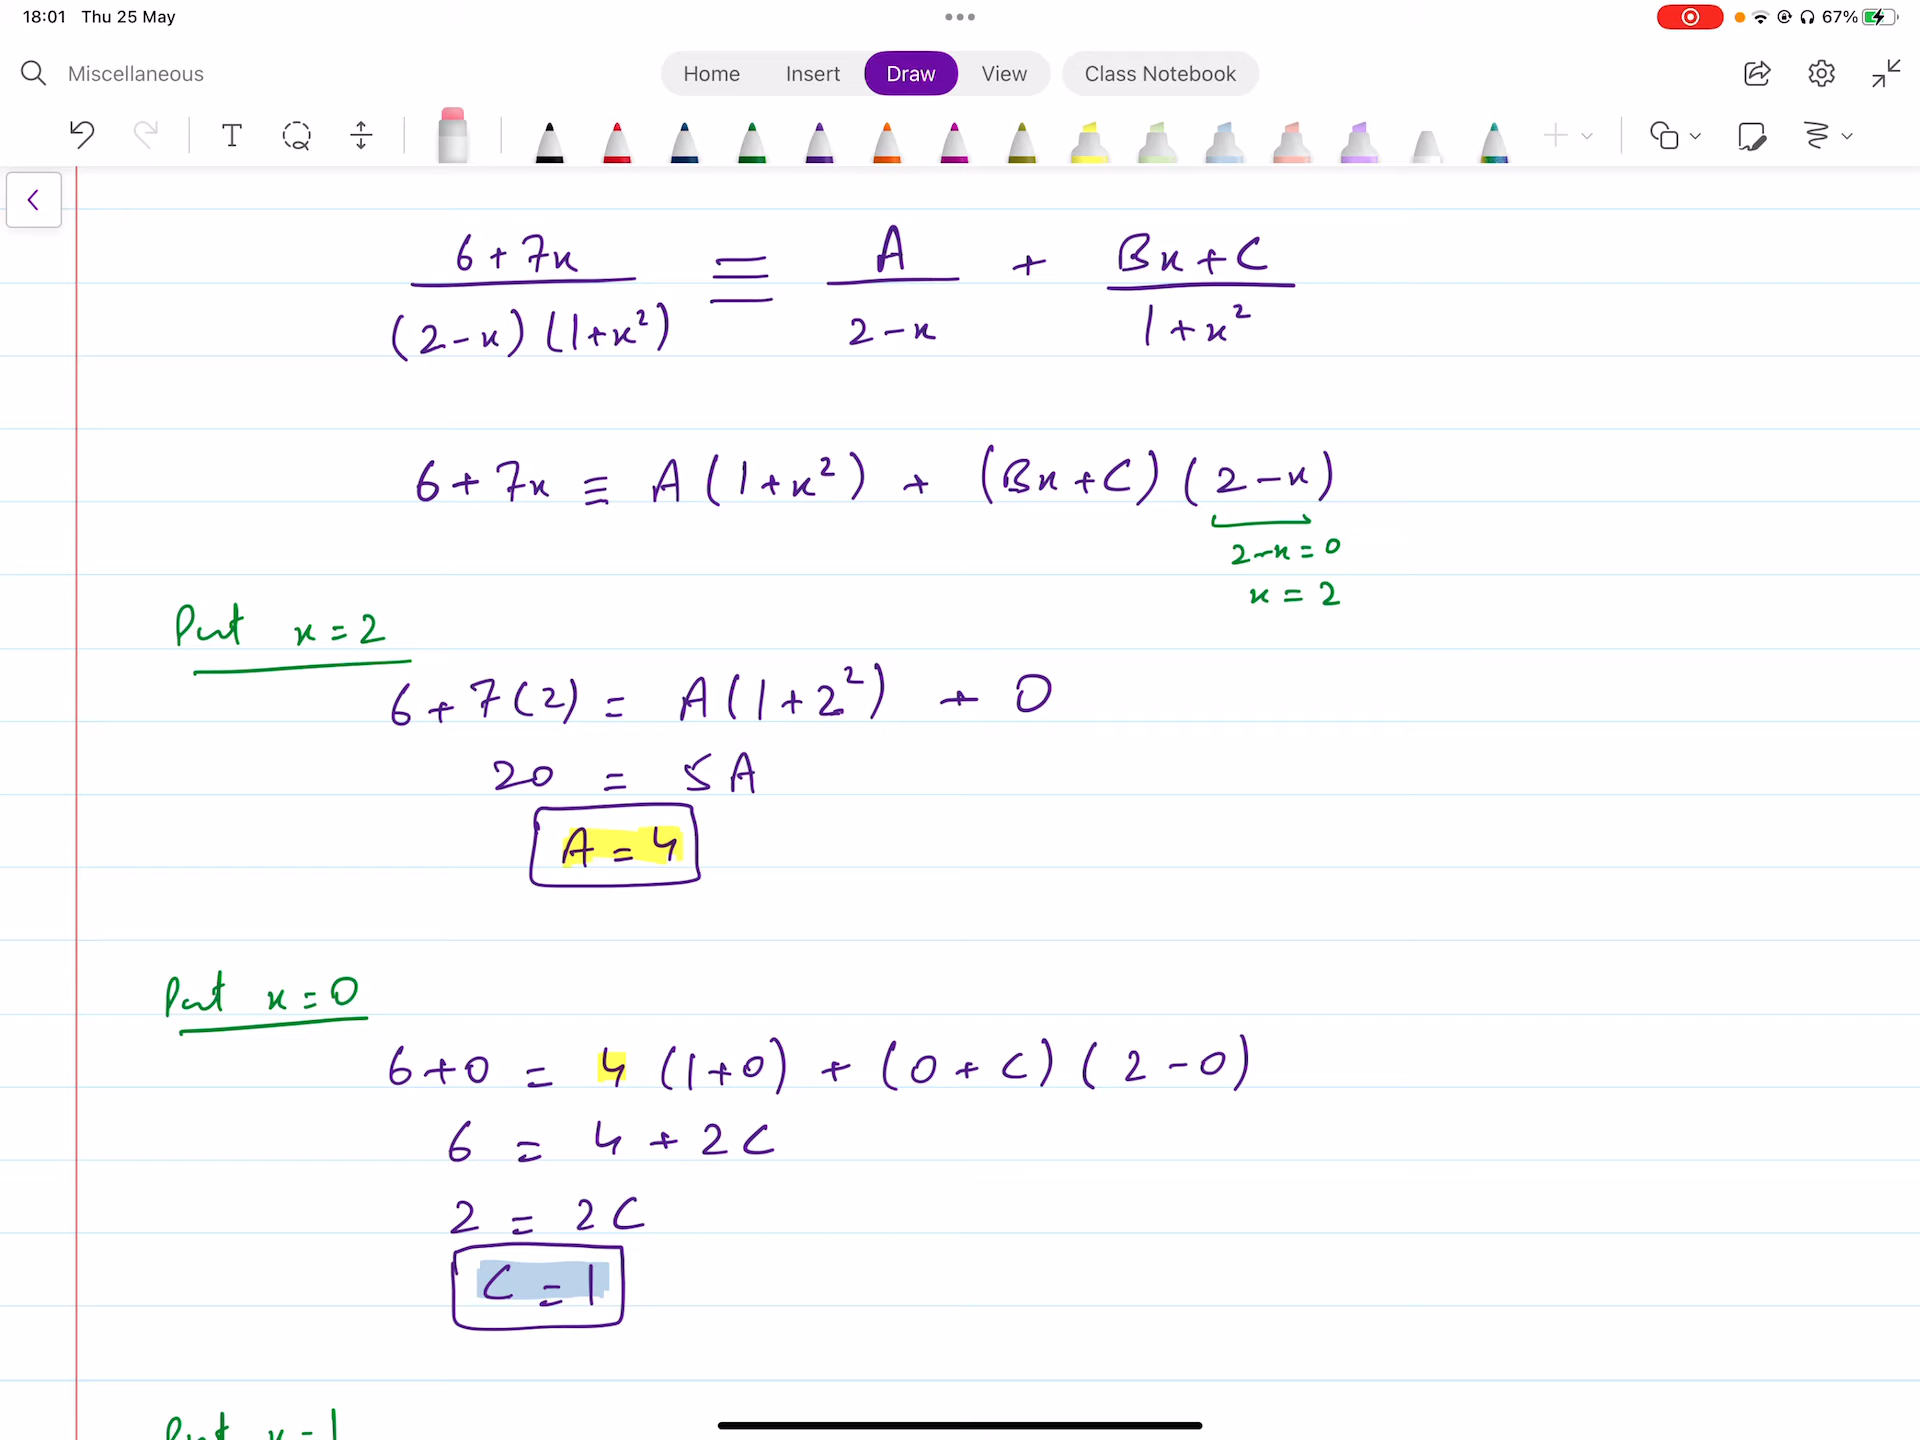 18:01 Thu 25 May 67%
Miscellaneous Home Insert Draw View Class Notebook
T
6+7x / (2-x)(1+x²) ≡ A / 2-x + Bx+C / 1+x²
6+7x ≡ A(1+x²) + (Bx+C)(2-x)
2-x=0
x=2
Put x=2
6+7(2) = A(1+2²) + 0
20 = 5A
A=4
Put x=0
6+0 = 4(1+0) + (0+C)(2-0)
6 = 4+2C
2 = 2C
C=1
Put x=1